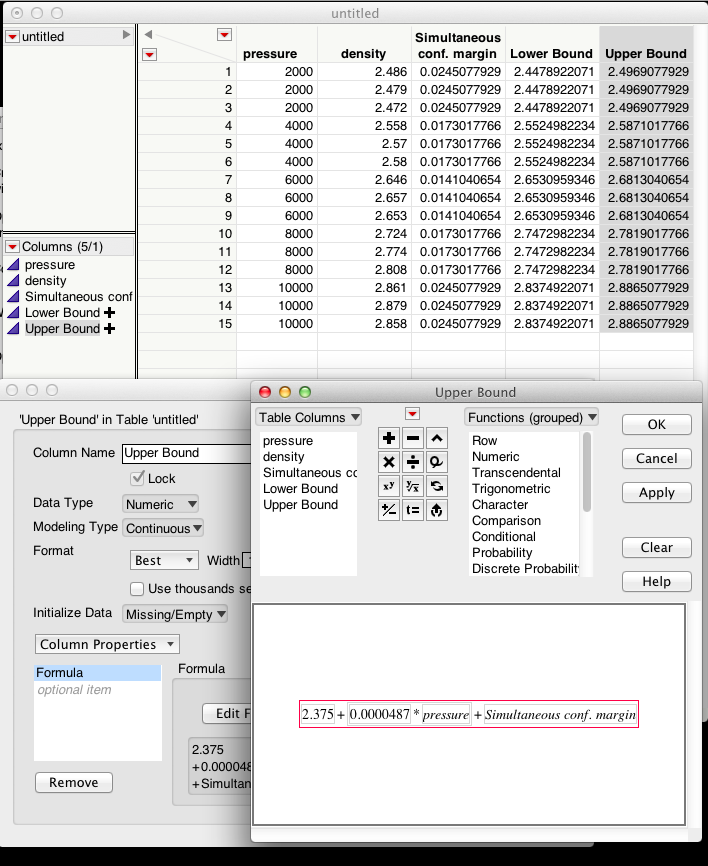 untitled
untitled
Simultaneous
pressure density conf. margin Lower Bound Upper Bound
1 2000 2.486 0.0245077929 2.4478922071 2.4969077929
2 2000 2.479 0.0245077929 2.4478922071 2.4969077929
3 2000 2.472 0.0245077929 2.4478922071 2.4969077929
4 4000 2.558 0.0173017766 2.5524982234 2.5871017766
5 4000 2.57 0.0173017766 2.5524982234 2.5871017766
6 4000 2.58 0.0173017766 2.5524982234 2.5871017766
7 6000 2.646 0.0141040654 2.6530959346 2.6813040654
8 6000 2.657 0.0141040654 2.6530959346 2.6813040654
9 6000 2.653 0.0141040654 2.6530959346 2.6813040654
10 8000 2.724 0.0173017766 2.7472982234 2.7819017766
11 8000 2.774 0.0173017766 2.7472982234 2.7819017766
12 8000 2.808 0.0173017766 2.7472982234 2.7819017766
13 10000 2.861 0.0245077929 2.8374922071 2.8865077929
14 10000 2.879 0.0245077929 2.8374922071 2.8865077929
15 10000 2.858 0.0245077929 2.8374922071 2.8865077929
Columns (5/1)
pressure
density
Simultaneous conf
Lower Bound
Upper Bound
'Upper Bound' in Table 'untitled'
Column Name Upper Bound
Lock
Data Type Numeric
Modeling Type Continuous
Format
Best Width
Use thousands se
Initialize Data Missing/Empty
Column Properties
Formula
optional item
Remove
Formula
Edit F
2.375
+0.000048
+Simultan
Upper Bound
Table Columns
pressure
density
Simultaneous co
Lower Bound
Upper Bound
+ − ^
× ÷
xʸ ʸ√x
+/− t=
Functions (grouped)
Row
Numeric
Transcendental
Trigonometric
Character
Comparison
Conditional
Probability
Discrete Probabilit
OK
Cancel
Apply
Clear
Help
2.375 + 0.0000487 * pressure + Simultaneous conf. margin